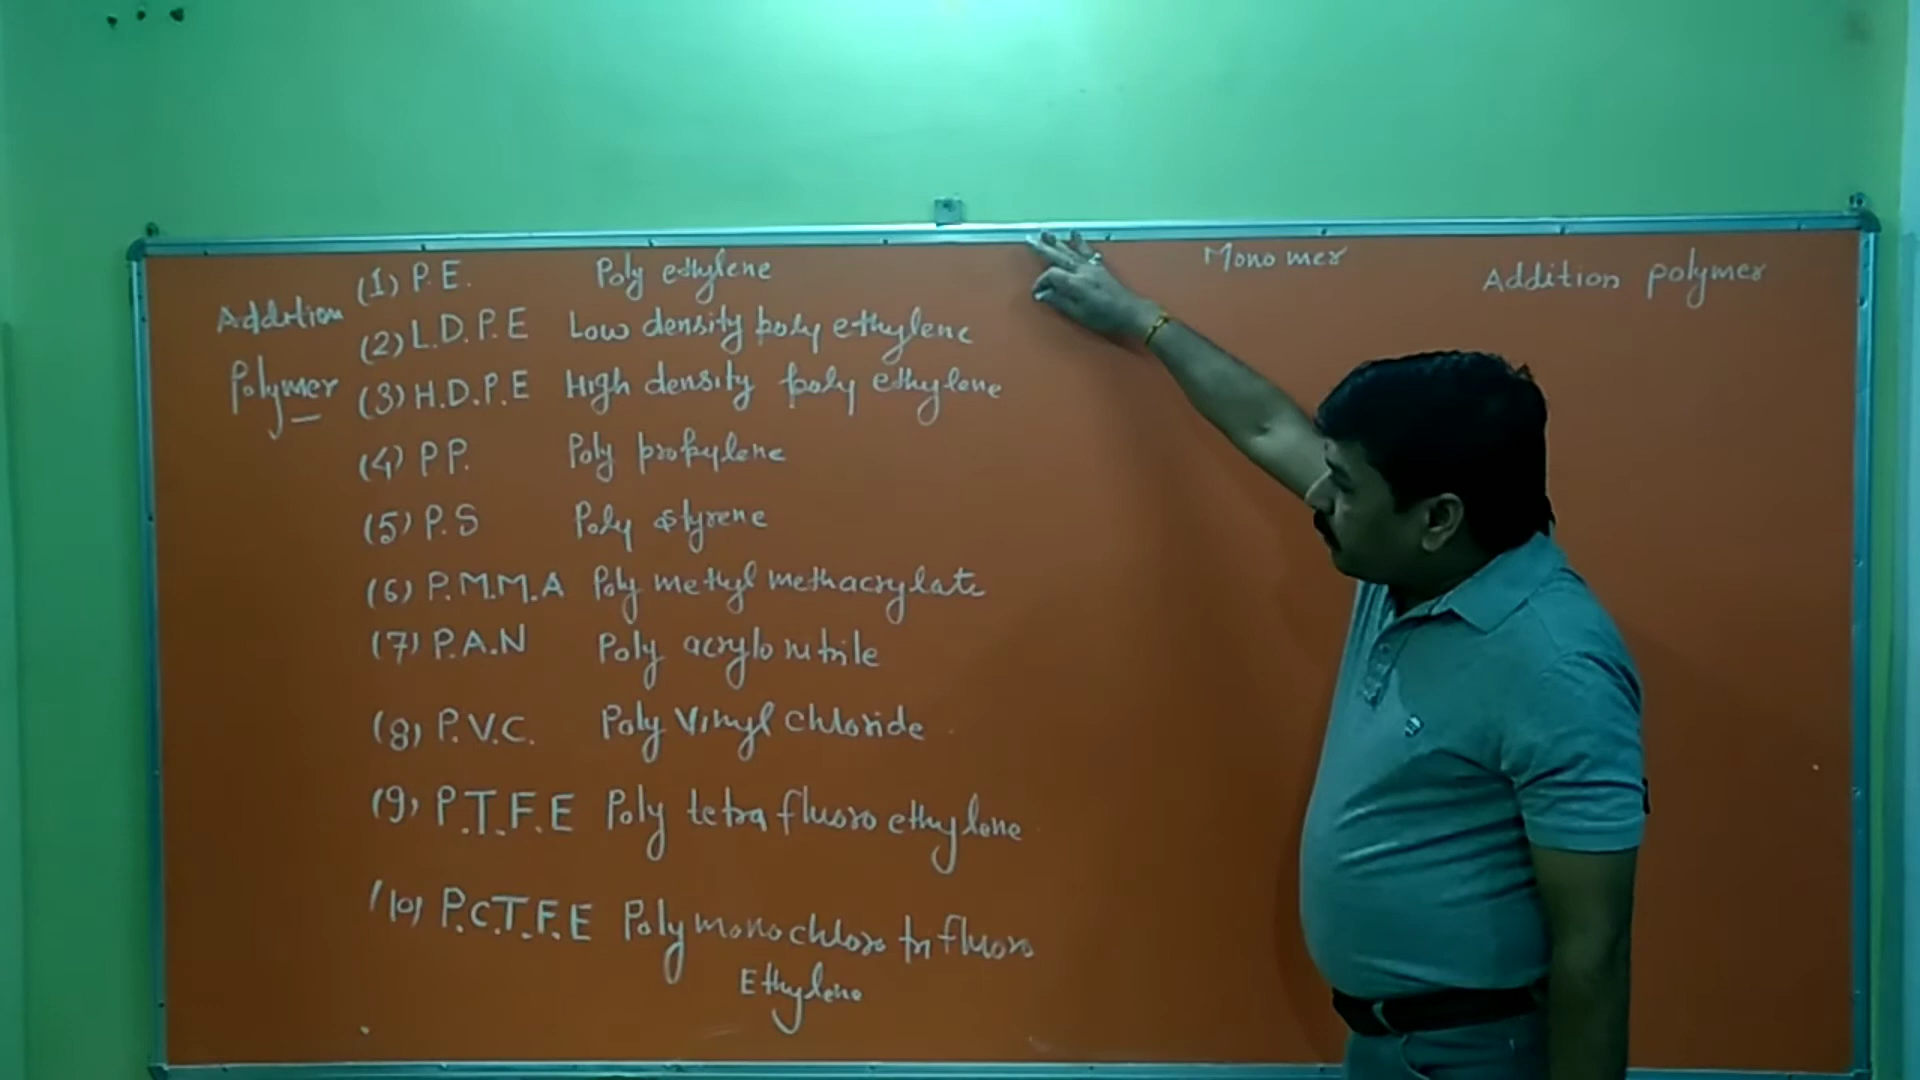 Addition
Polymer
(1) P.E. Poly ethylene
(2) L.D.P.E Low density poly ethylene
(3) H.D.P.E High density poly ethylene
(4) P.P. Poly propylene
(5) P.S Poly styrene
(6) P.M.M.A Poly methyl methacrylate
(7) P.A.N Poly acrylo nitrile
(8) P.V.C. Poly Vinyl chloride
(9) P.T.F.E Poly tetra fluoro ethylene
(10) P.C.T.F.E Poly mono chloro tri fluoro
Ethylene
Monomer
Addition polymer